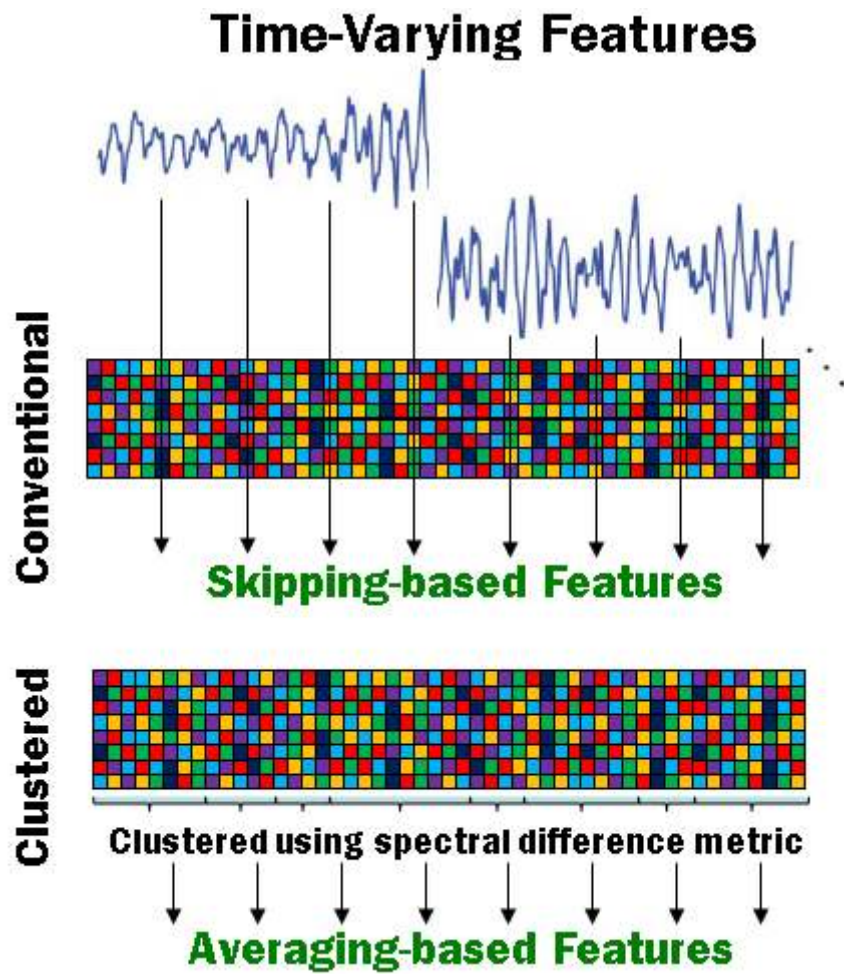 Time-Varying Features
Conventional
Skipping-based Features
Clustered
Clustered using spectral difference metric
Averaging-based Features